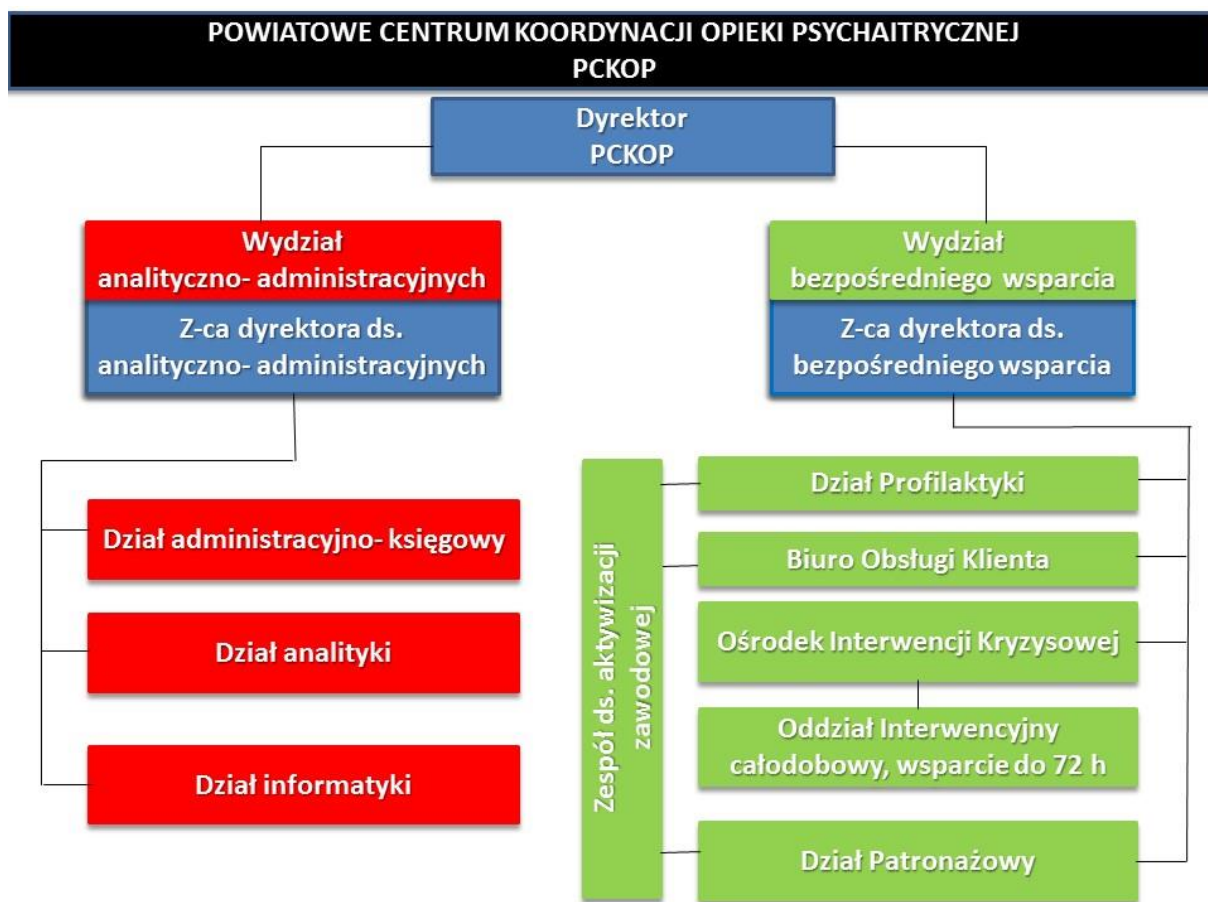 POWIATOWE CENTRUM KOORDYNACJI OPIEKI PSYCHAITRYCZNEJ
PCKOP
Dyrektor
PCKOP
Wydział
analityczno- administracyjnych
Z-ca dyrektora ds.
analityczno- administracyjnych
Wydział
bezpośredniego wsparcia
Z-ca dyrektora ds.
bezpośredniego wsparcia
Dział administracyjno- księgowy
Dział analityki
Dział informatyki
Zespół ds. aktywizacji
zawodowej
Dział Profilaktyki
Biuro Obsługi Klienta
Ośrodek Interwencji Kryzysowej
Oddział Interwencyjny
całodobowy, wsparcie do 72 h
Dział Patronażowy